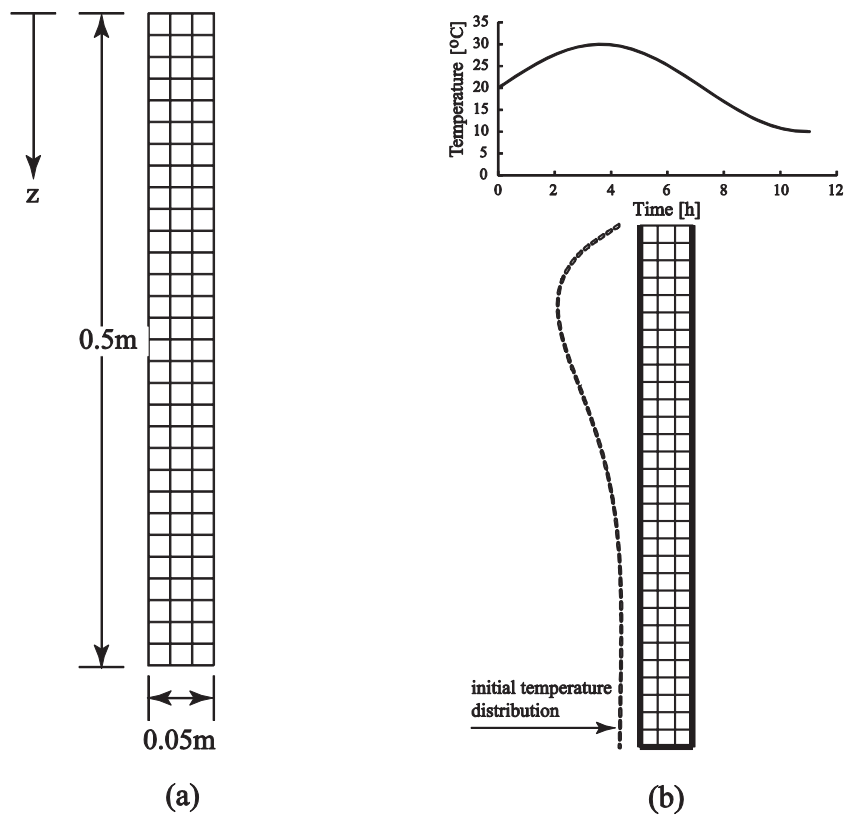 z
0.5m
0.05m
(a)
Temperature [°C]
35
30
25
20
15
10
5
0
0 2 4 6 8 10 12
Time [h]
initial temperature
distribution
(b)